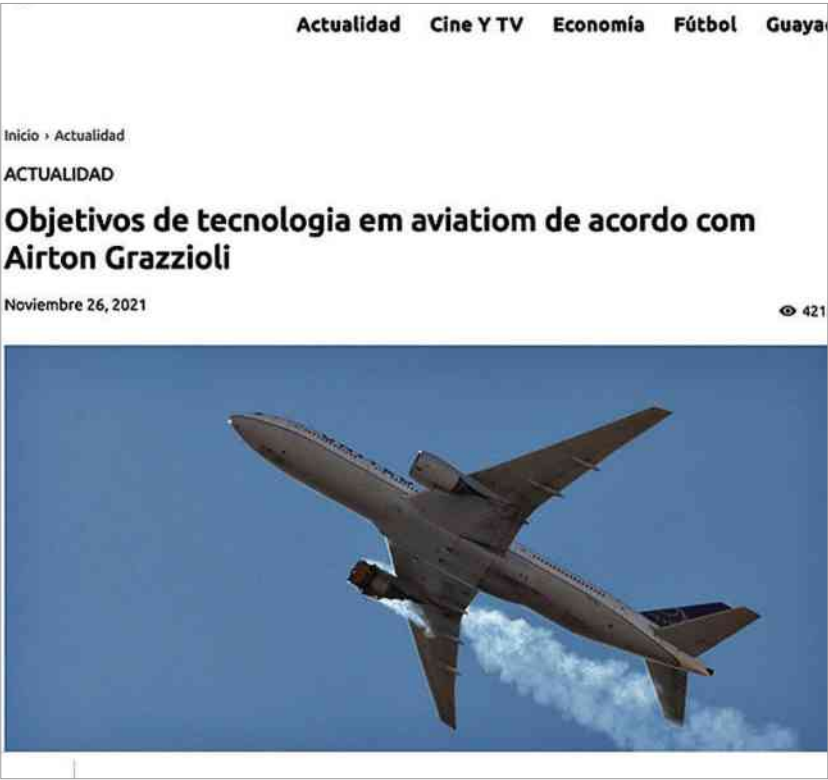 Actualidad Cine Y TV Economía Fútbol
Inicio › Actualidad
ACTUALIDAD
Objetivos de tecnologia em aviatiom de acordo com
Airton Grazzioli
Noviembre 26, 2021
421